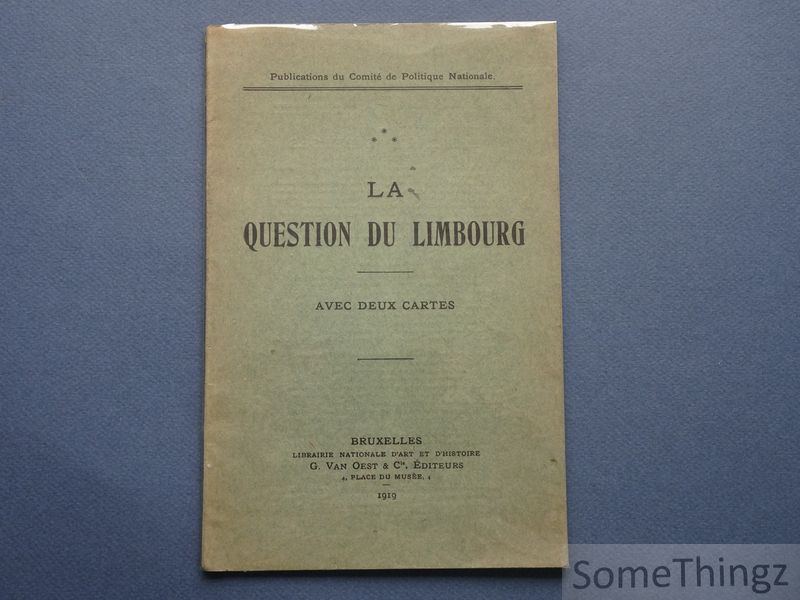 Publications du Comité de Politique Nationale.
* * *
LA
QUESTION DU LIMBOURG
AVEC DEUX CARTES
BRUXELLES
LIBRAIRIE NATIONALE D'ART ET D'HISTOIRE
G. VAN OEST & Cie, ÉDITEURS
4, PLACE DU MUSÉE, 4
1919
SomeThingz